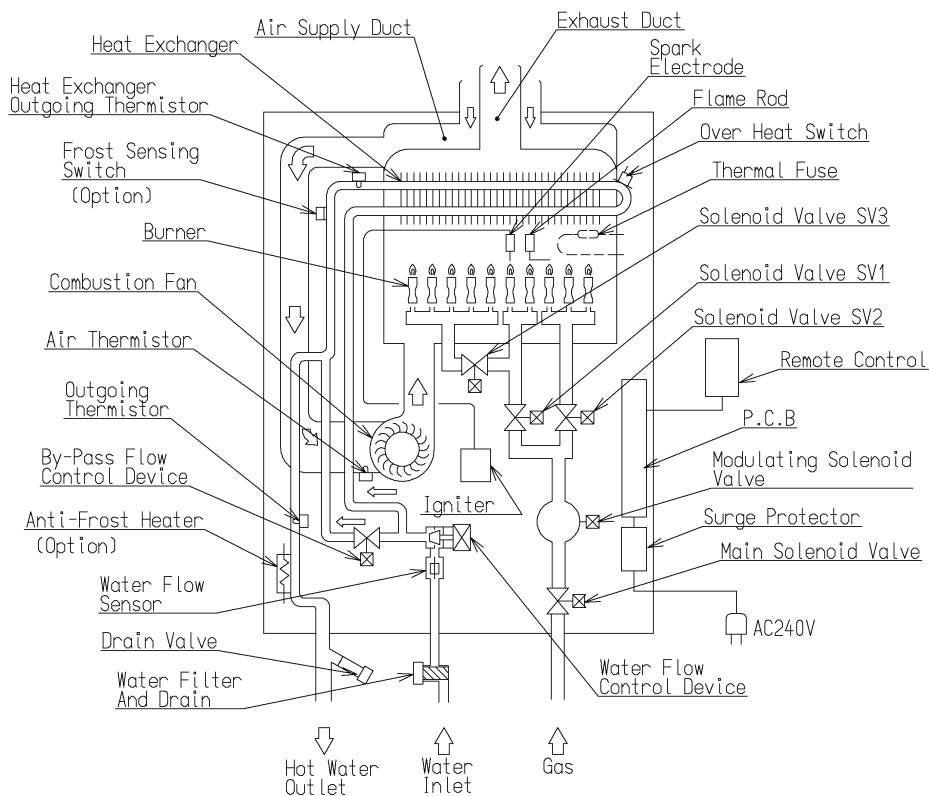 Air Supply Duct
Exhaust Duct
Heat Exchanger
Spark
Electrode
Heat Exchanger
Outgoing Thermistor
Flame Rod
Over Heat Switch
Frost Sensing
Switch
(Option)
Thermal Fuse
Solenoid Valve SV3
Burner
Solenoid Valve SV1
Combustion Fan
Solenoid Valve SV2
Air Thermistor
Remote Control
Outgoing
Thermistor
P.C.B
By-Pass Flow
Control Device
Modulating Solenoid
Valve
Igniter
Anti-Frost Heater
(Option)
Surge Protector
Main Solenoid Valve
Water Flow
Sensor
AC240V
Drain Valve
Water Filter
And Drain
Water Flow
Control Device
Hot Water
Outlet
Water
Inlet
Gas